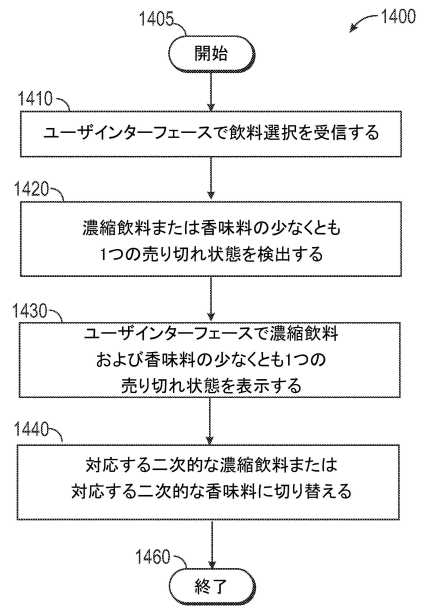 1400
1405
開始
1410
ユーザインターフェースで飲料選択を受信する
1420
濃縮飲料または香味料の少なくとも
1つの売り切れ状態を検出する
1430
ユーザインターフェースで濃縮飲料
および香味料の少なくとも1つの
売り切れ状態を表示する
1440
対応する二次的な濃縮飲料または
対応する二次的な香味料に切り替える
1460
終了